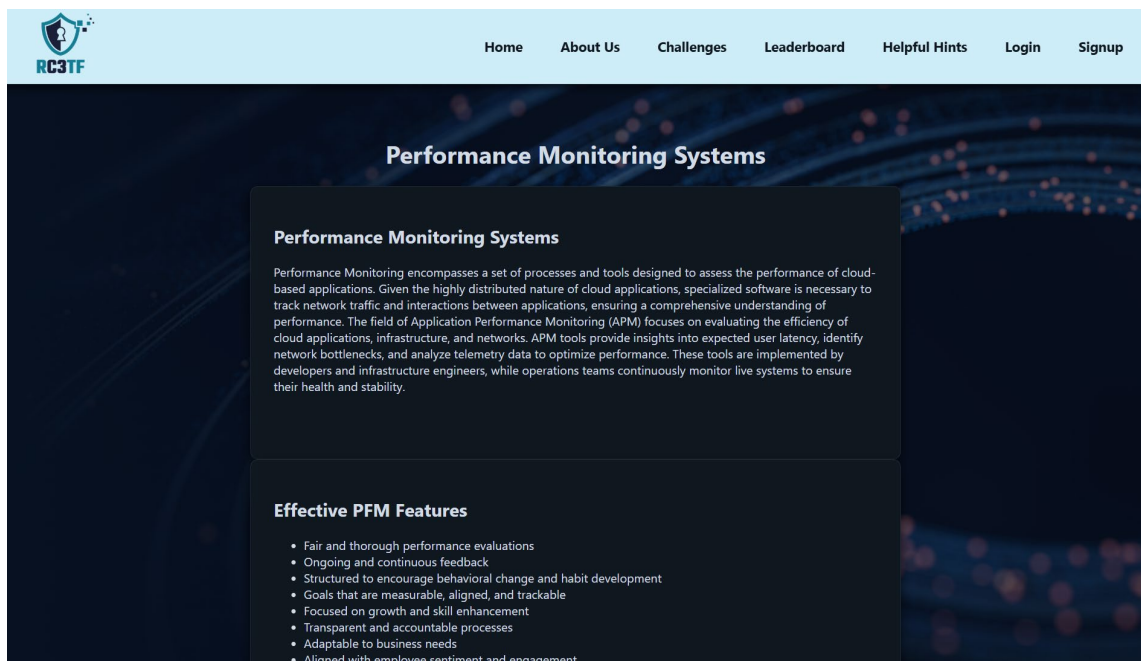 RC3TF
Home About Us Challenges Leaderboard Helpful Hints Login Signup
Performance Monitoring Systems
Performance Monitoring Systems
Performance Monitoring encompasses a set of processes and tools designed to assess the performance of cloud-
based applications. Given the highly distributed nature of cloud applications, specialized software is necessary to
track network traffic and interactions between applications, ensuring a comprehensive understanding of
performance. The field of Application Performance Monitoring (APM) focuses on evaluating the efficiency of
cloud applications, infrastructure, and networks. APM tools provide insights into expected user latency, identify
network bottlenecks, and analyze telemetry data to optimize performance. These tools are implemented by
developers and infrastructure engineers, while operations teams continuously monitor live systems to ensure
their health and stability.
Effective PFM Features
• Fair and thorough performance evaluations
• Ongoing and continuous feedback
• Structured to encourage behavioral change and habit development
• Goals that are measurable, aligned, and trackable
• Focused on growth and skill enhancement
• Transparent and accountable processes
• Adaptable to business needs
• Aligned with employee sentiment and engagement